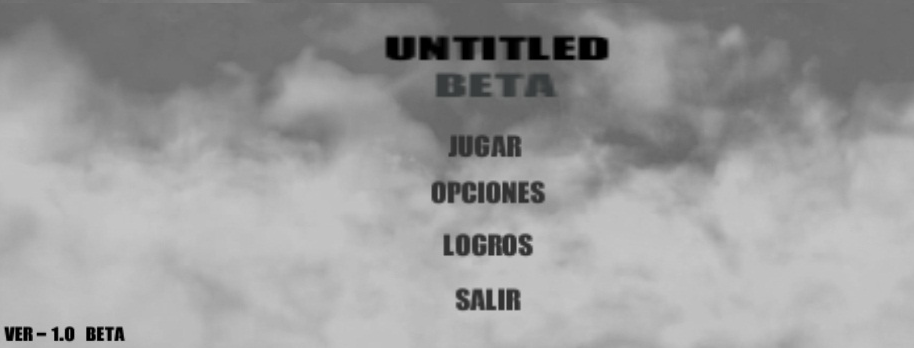 UNTITLED
BETA
JUGAR
OPCIONES
LOGROS
SALIR
VER - 1.0 BETA